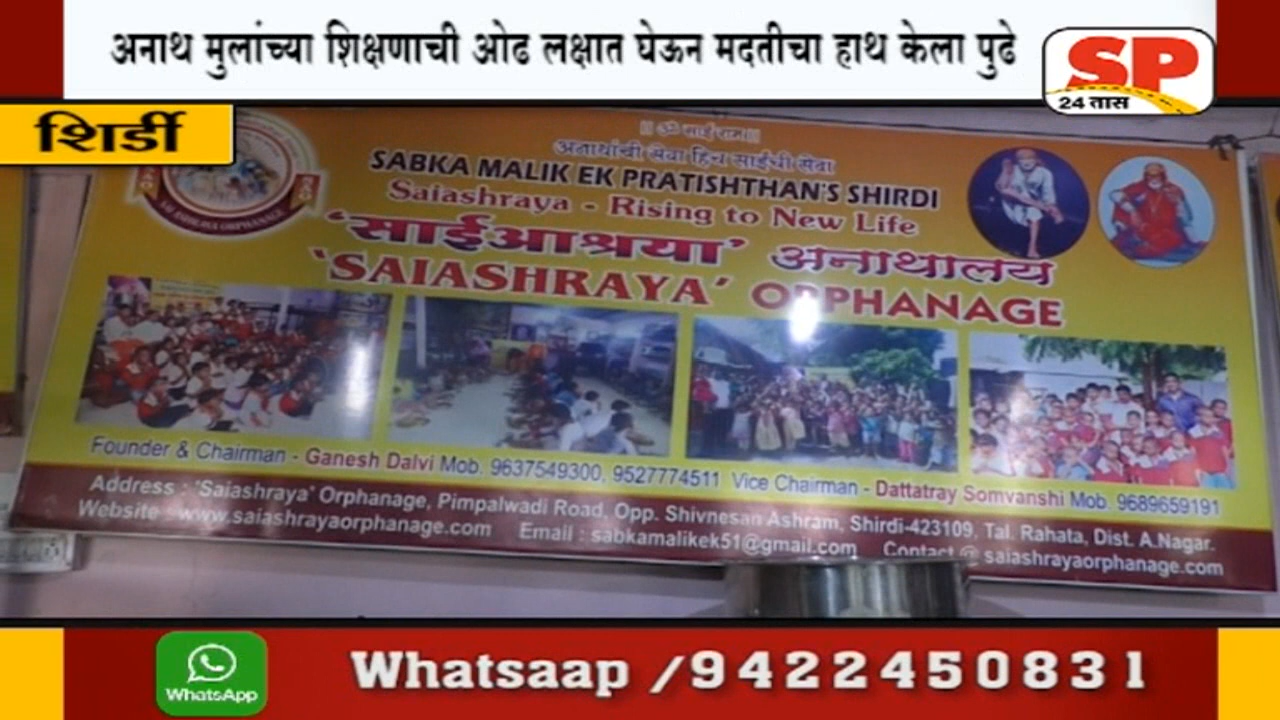 अनाथ मुलांच्या शिक्षणाची ओढ लक्षात घेऊन मदतीचा हाथ केला पुढे
SP
24 तास
शिर्डी
|| ॐ साई राम ||
अनाथांची सेवा हिच साईंची सेवा
SABKA MALIK EK PRATISHTHAN'S SHIRDI
Saiashraya - Rising to New Life
'साईआश्रया' अनाथालय
'SAIASHRAYA' ORPHANAGE
Founder & Chairman - Ganesh Dalvi Mob. 9637549300, 9527774511 Vice Chairman - Dattatray Somvanshi Mob. 9689659191
Address : 'Saiashraya' Orphanage, Pimpalwadi Road, Opp. Shivnesan Ashram, Shirdi-423109, Tal. Rahata, Dist. A.Nagar.
Website : www.saiashrayaorphanage.com Email : sabkamalikek51@gmail.com Contact @ saiashrayaorphanage.com
WhatsApp
Whatsaap /9422450831